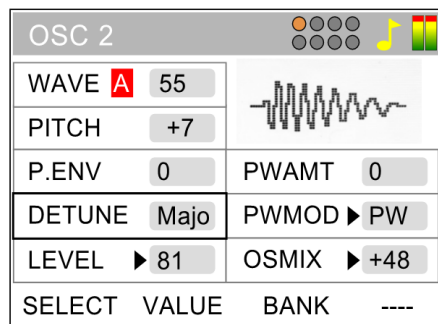 OSC 2
WAVE A 55
PITCH +7
P.ENV 0 PWAMT 0
DETUNE Majo PWMOD ▶ PW
LEVEL ▶ 81 OSMIX ▶ +48
SELECT VALUE BANK ----